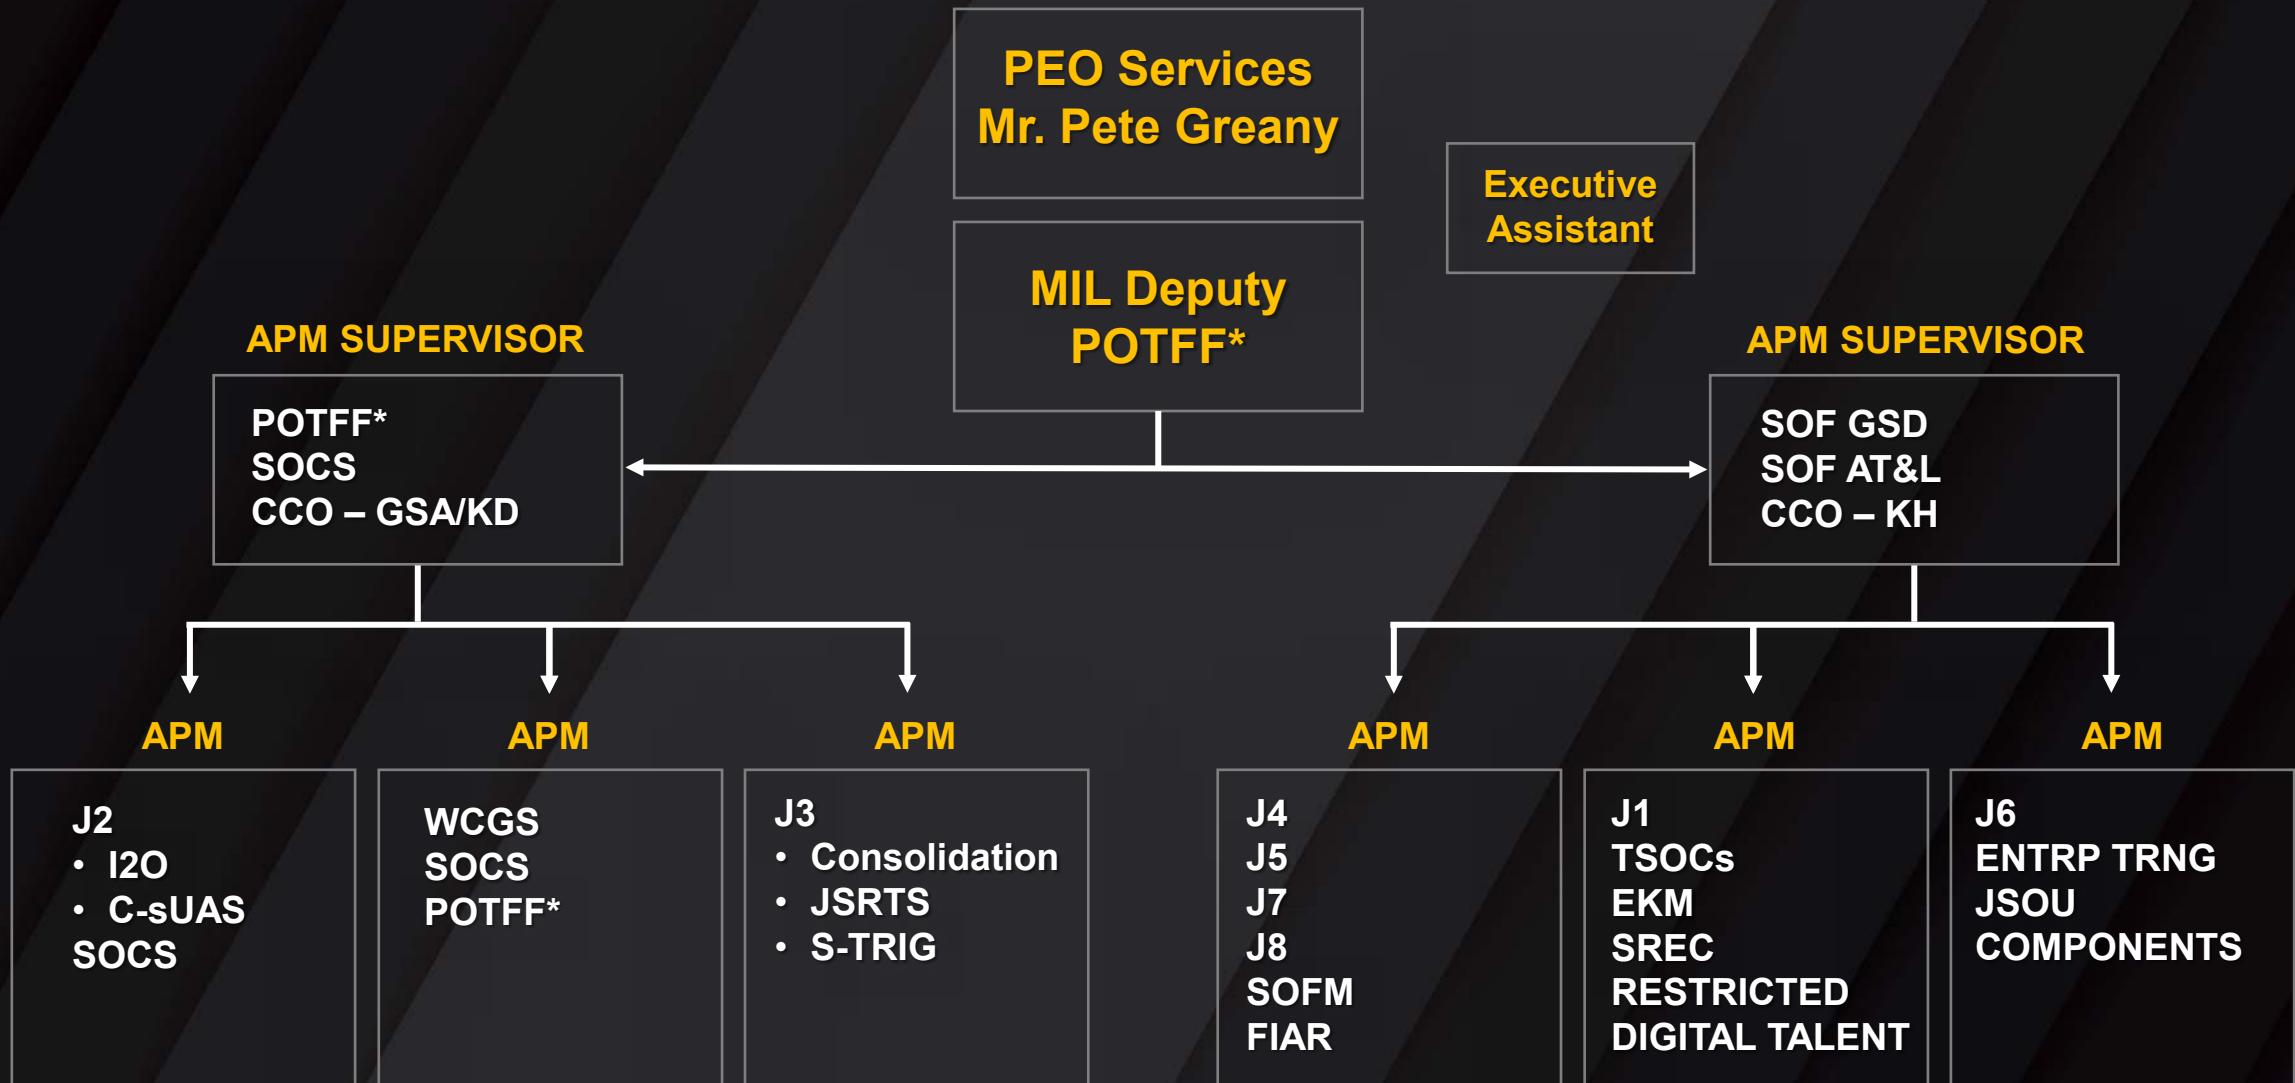 PEO Services
Mr. Pete Greany
Executive
Assistant
MIL Deputy
POTFF*
APM SUPERVISOR
POTFF*
SOCS
CCO – GSA/KD
APM SUPERVISOR
SOF GSD
SOF AT&L
CCO – KH
APM
J2
• I2O
• C-sUAS
SOCS
APM
WCGS
SOCS
POTFF*
APM
J3
• Consolidation
• JSRTS
• S-TRIG
APM
J4
J5
J7
J8
SOFM
FIAR
APM
J1
TSOCs
EKM
SREC
RESTRICTED
DIGITAL TALENT
APM
J6
ENTRP TRNG
JSOU
COMPONENTS